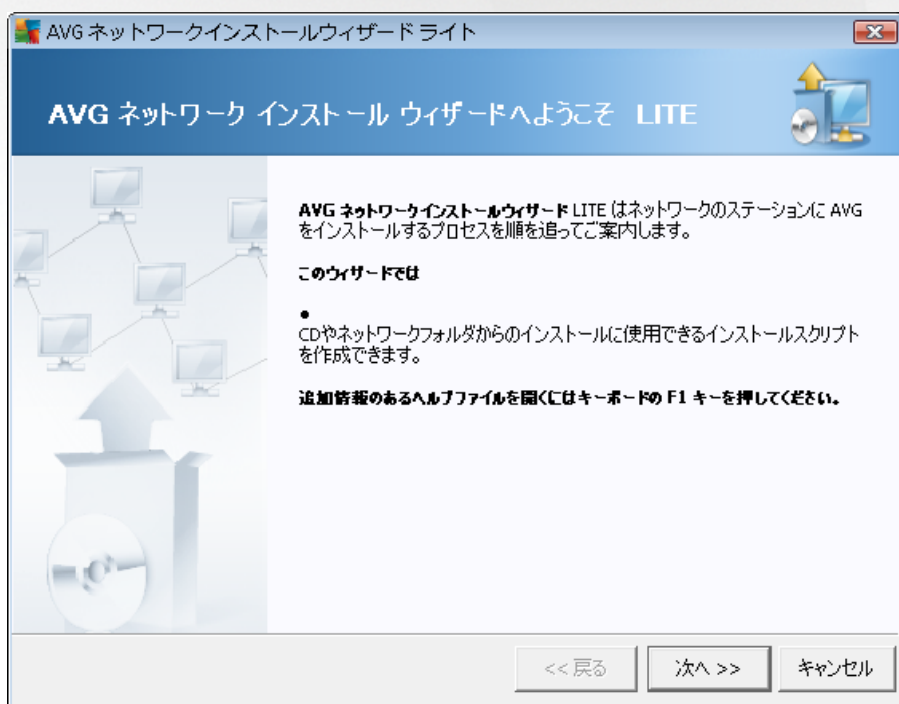 AVG ネットワークインストールウィザード ライト
AVG ネットワーク インストール ウィザードへようこそ LITE
AVG ネットワークインストールウィザード LITE はネットワークのステーションに AVG
をインストールするプロセスを順を追ってご案内します。
このウィザードでは
●
CDやネットワークフォルダからのインストールに使用できるインストールスクリプト
を作成できます。
追加情報のあるヘルプファイルを開くにはキーボードの F1 キーを押してください。
<< 戻る
次へ >>
キャンセル